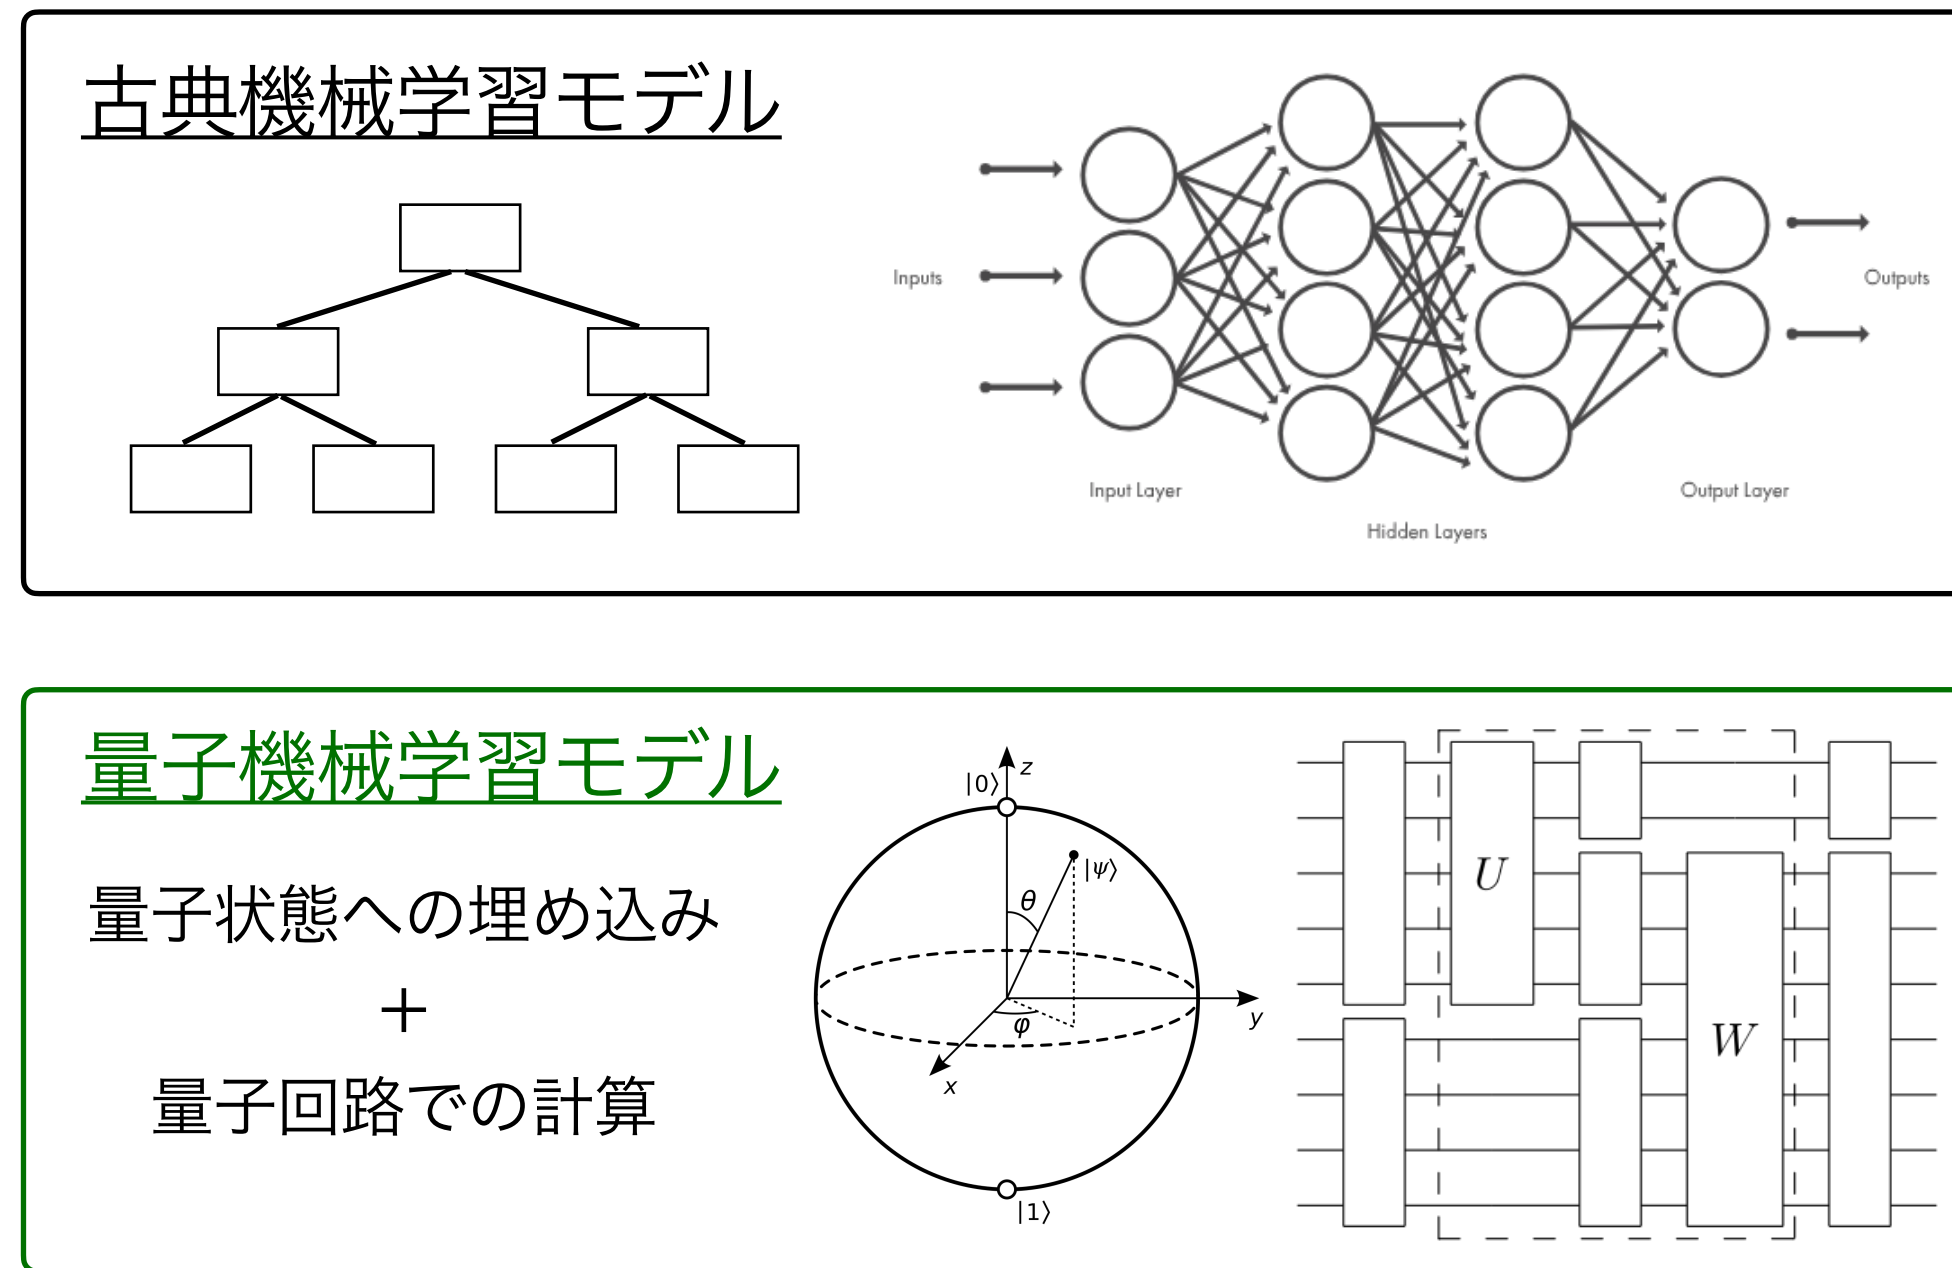 古典機械学習モデル
Inputs
Outputs
Input Layer
Output Layer
Hidden Layers
量子機械学習モデル
量子状態への埋め込み
+
量子回路での計算
|0⟩
z
|ψ⟩
θ
φ
y
x
|1⟩
U
W